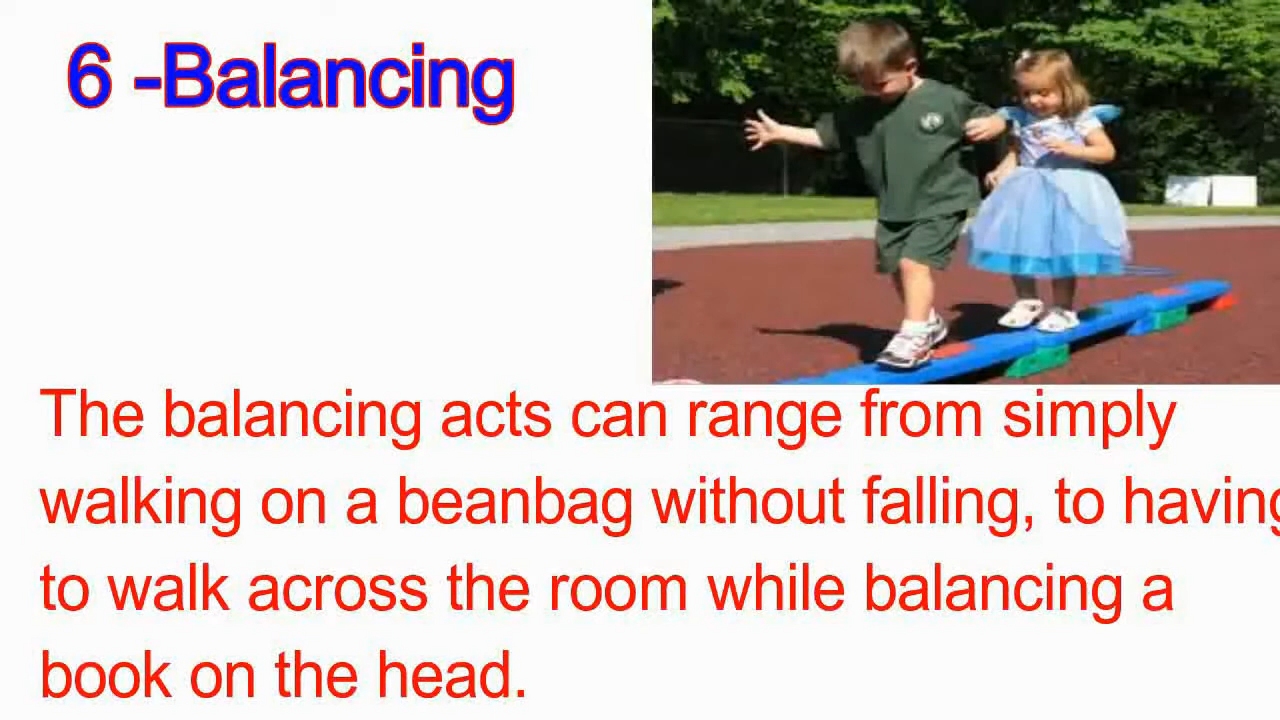 6 -Balancing
The balancing acts can range from simply
walking on a beanbag without falling, to having
to walk across the room while balancing a
book on the head.